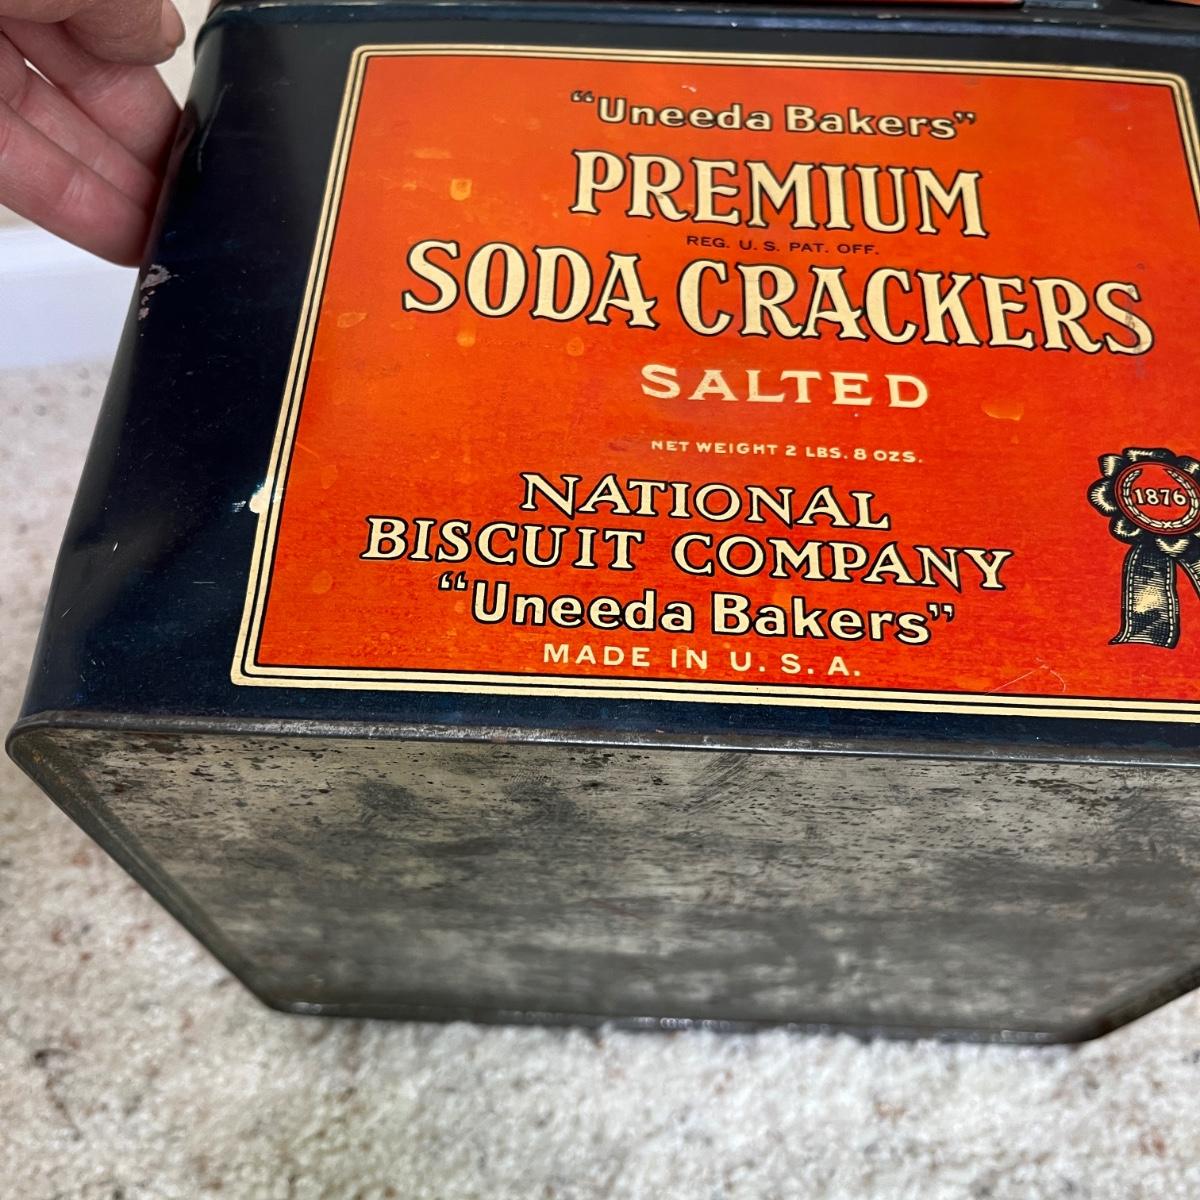 “Uneeda Bakers”
PREMIUM
REG. U. S. PAT. OFF.
SODA CRACKERS
SALTED
NET WEIGHT 2 LBS. 8 OZS.
1876
NATIONAL
BISCUIT COMPANY
“Uneeda Bakers”
MADE IN U. S. A.